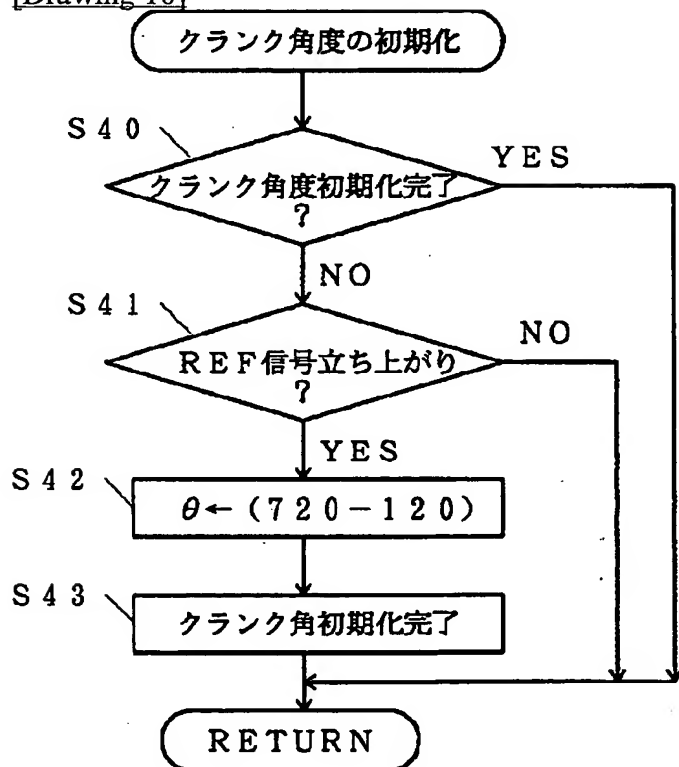 クランク角度の初期化
S40
YES
クランク角度初期化完了
?
NO
S41
NO
REF信号立ち上がり
?
YES
S42
θ←(720-120)
S43
クランク角初期化完了
RETURN